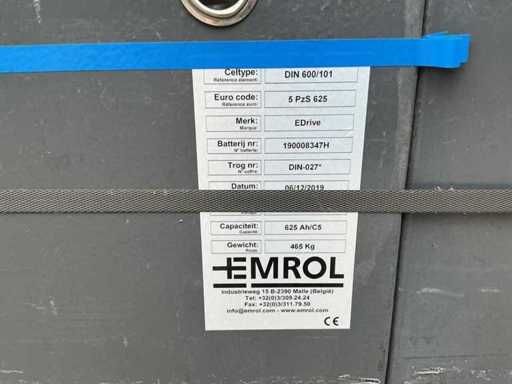 Celtype: DIN 600/101
Référence élément:
Euro code: 5 PzS 625
Référence euro:
Merk: EDrive
Marque:
Batterij nr: 190008347H
N° batterie:
Trog nr: DIN-027*
N° coffre:
Datum: 06/12/2019
Capaciteit: 625 Ah/C5
Capacité:
Gewicht: 465 Kg
Poids:
EMROL
Industrieweg 15 B-2390 Malle (België)
Tel: +32(0)3/309.24.24
Fax: +32(0)3/311.79.50
info@emrol.com - www.emrol.com
CE